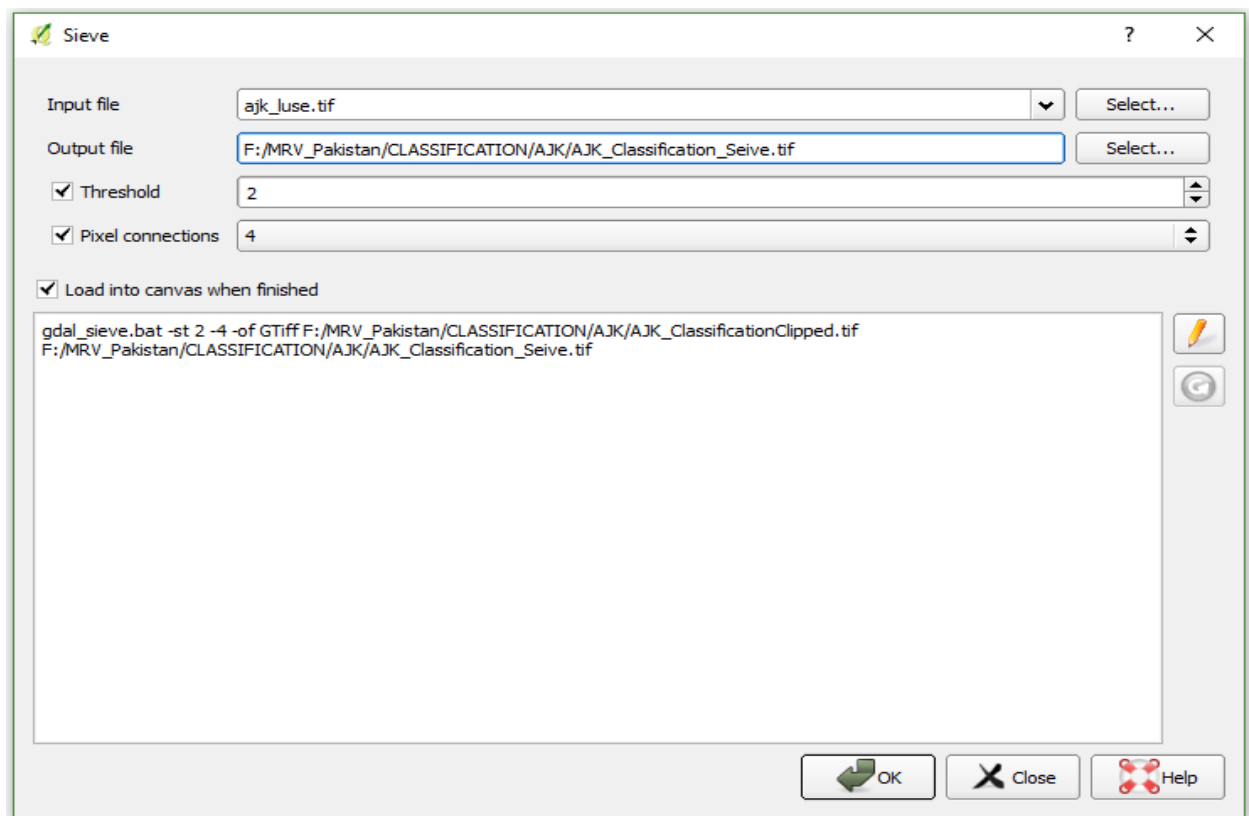 Sieve ?
Input file ajk_luse.tif Select...
Output file F:/MRV_Pakistan/CLASSIFICATION/AJK/AJK_Classification_Seive.tif Select...
Threshold 2
Pixel connections 4
Load into canvas when finished
gdal_sieve.bat -st 2 -4 -of GTiff F:/MRV_Pakistan/CLASSIFICATION/AJK/AJK_ClassificationClipped.tif
F:/MRV_Pakistan/CLASSIFICATION/AJK/AJK_Classification_Seive.tif
OK Close Help